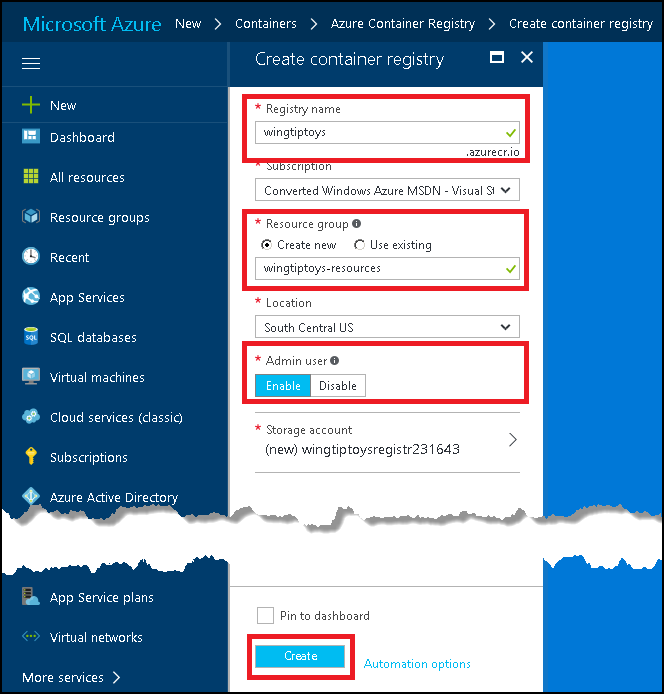 Microsoft Azure New > Containers > Azure Container Registry > Create container registry
Create container registry
New
Dashboard
All resources
Resource groups
Recent
App Services
SQL databases
Virtual machines
Cloud services (classic)
Subscriptions
Azure Active Directory
App Service plans
Virtual networks
More services >
* Registry name
wingtiptoys
.azurecr.io
* Subscription
Converted Windows Azure MSDN - Visual St
* Resource group
Create new Use existing
wingtiptoys-resources
* Location
South Central US
* Admin user
Enable Disable
* Storage account
(new) wingtiptoysregistr231643
Pin to dashboard
Create Automation options